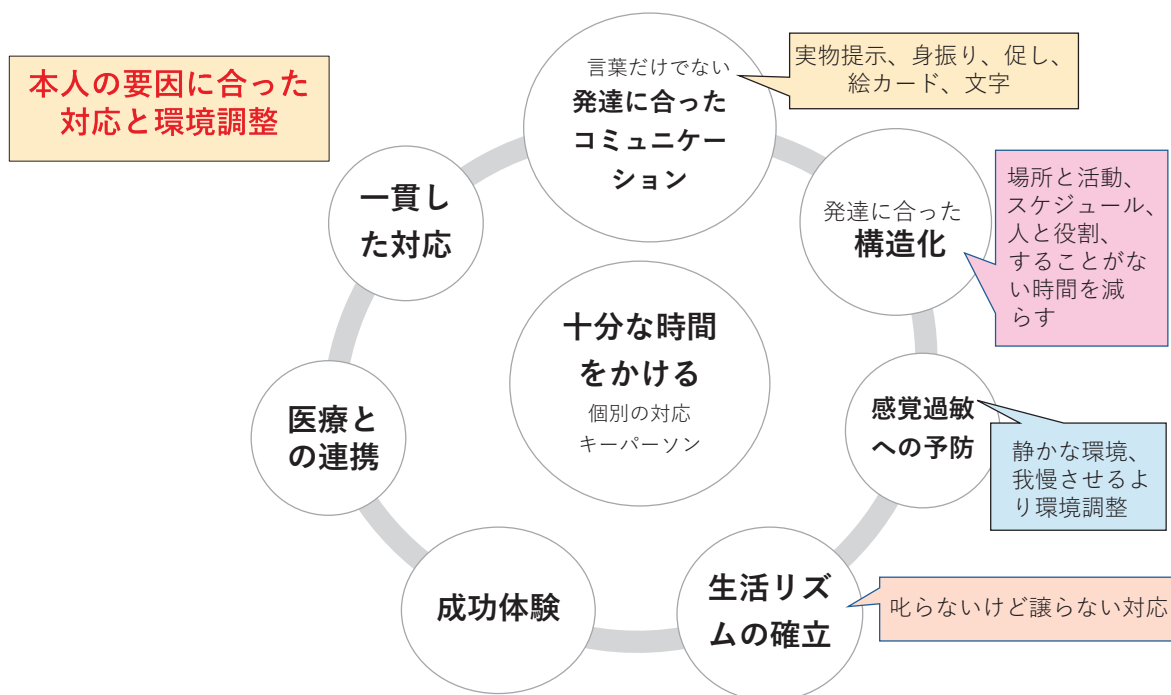 本人の要因に合った
対応と環境調整
言葉だけでない
発達に合った
コミュニケー
ション
実物提示、身振り、促し、
絵カード、文字
発達に合った
構造化
場所と活動、
スケジュール、
人と役割、
することがな
い時間を減
らす
感覚過敏
への予防
静かな環境、
我慢させるよ
り環境調整
生活リズ
ムの確立
叱らないけど譲らない対応
成功体験
医療と
の連携
一貫し
た対応
十分な時間
をかける
個別の対応
キーパーソン